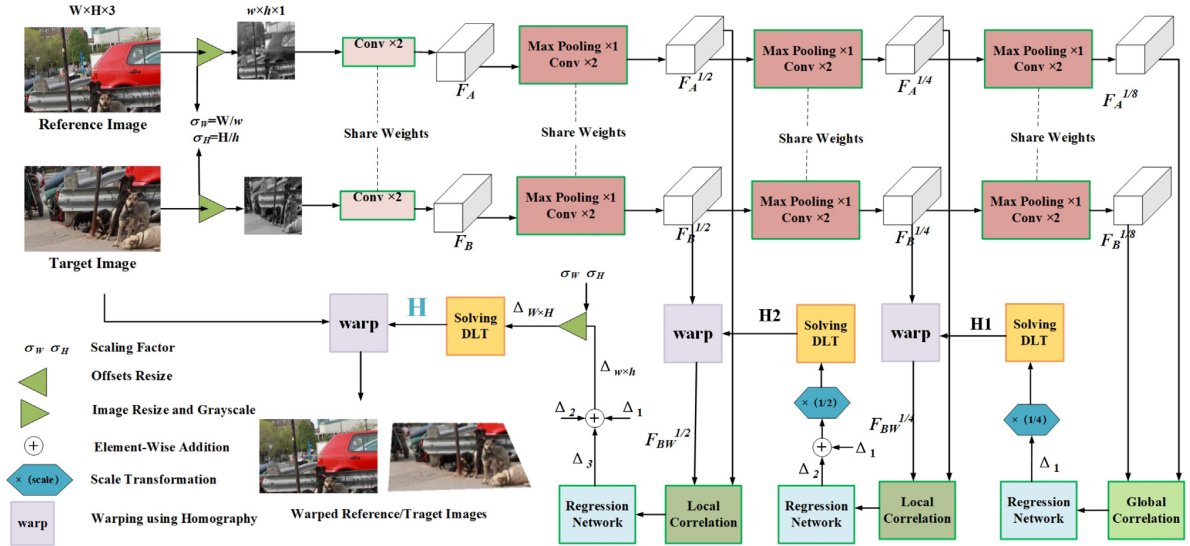 W×H×3
w×h×1
Reference Image
σW=W/w
σH=H/h
Target Image
Conv ×2
FA
Max Pooling ×1
Conv ×2
FA1/2
Max Pooling ×1
Conv ×2
FA1/4
Max Pooling ×1
Conv ×2
FA1/8
Share Weights
Share Weights
Share Weights
Conv ×2
FB
Max Pooling ×1
Conv ×2
FB1/2
Max Pooling ×1
Conv ×2
FB1/4
Max Pooling ×1
Conv ×2
FB1/8
σW σH
warp
H
Solving
DLT
ΔW×H
warp
H2
Solving
DLT
warp
H1
Solving
DLT
Δw×h
Δ2
Δ1
Δ3
FBW1/2
× (1/2)
Δ1
Δ2
FBW1/4
× (1/4)
Δ1
Regression
Network
Local
Correlation
Regression
Network
Local
Correlation
Regression
Network
Global
Correlation
σW σH
Scaling Factor
Offsets Resize
Image Resize and Grayscale
Element-Wise Addition
× (scale)
Scale Transformation
warp
Warping using Homography
Warped Reference/Traget Images